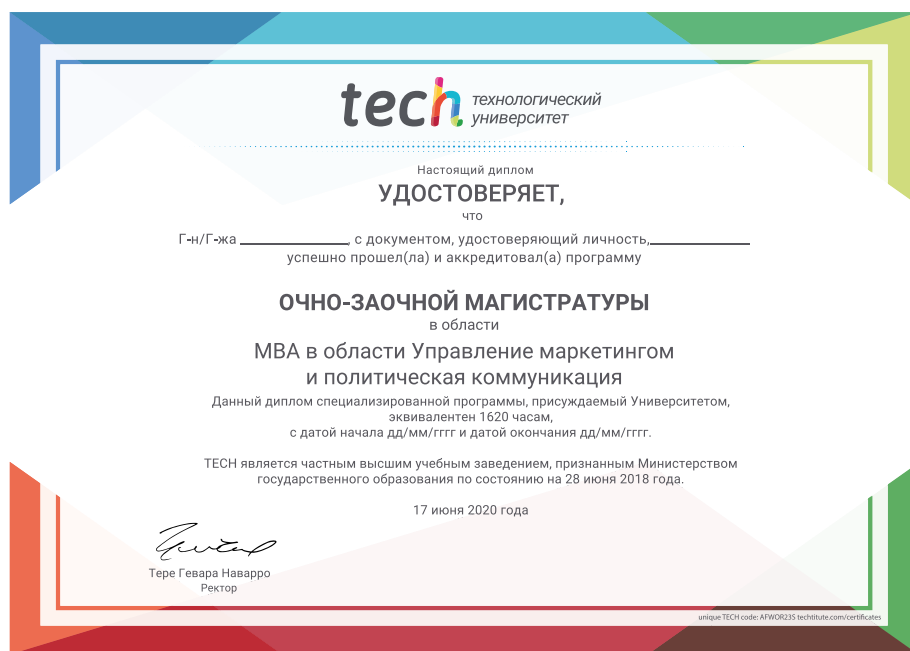 tech технологический
университет
Настоящий диплом
УДОСТОВЕРЯЕТ,
что
Г-н/Г-жа ______________, с документом, удостоверяющий личность,_____________
успешно прошел(ла) и аккредитовал(а) программу
ОЧНО-ЗАОЧНОЙ МАГИСТРАТУРЫ
в области
MBA в области Управление маркетингом
и политическая коммуникация
Данный диплом специализированной программы, присуждаемый Университетом,
эквивалентен 1620 часам,
с датой начала дд/мм/гггг и датой окончания дд/мм/гггг.
TECH является частным высшим учебным заведением, признанным Министерством
государственного образования по состоянию на 28 июня 2018 года.
17 июня 2020 года
Тере Гевара Наварро
Ректор
unique TECH code: AFWOR23S techtitute.com/certificates